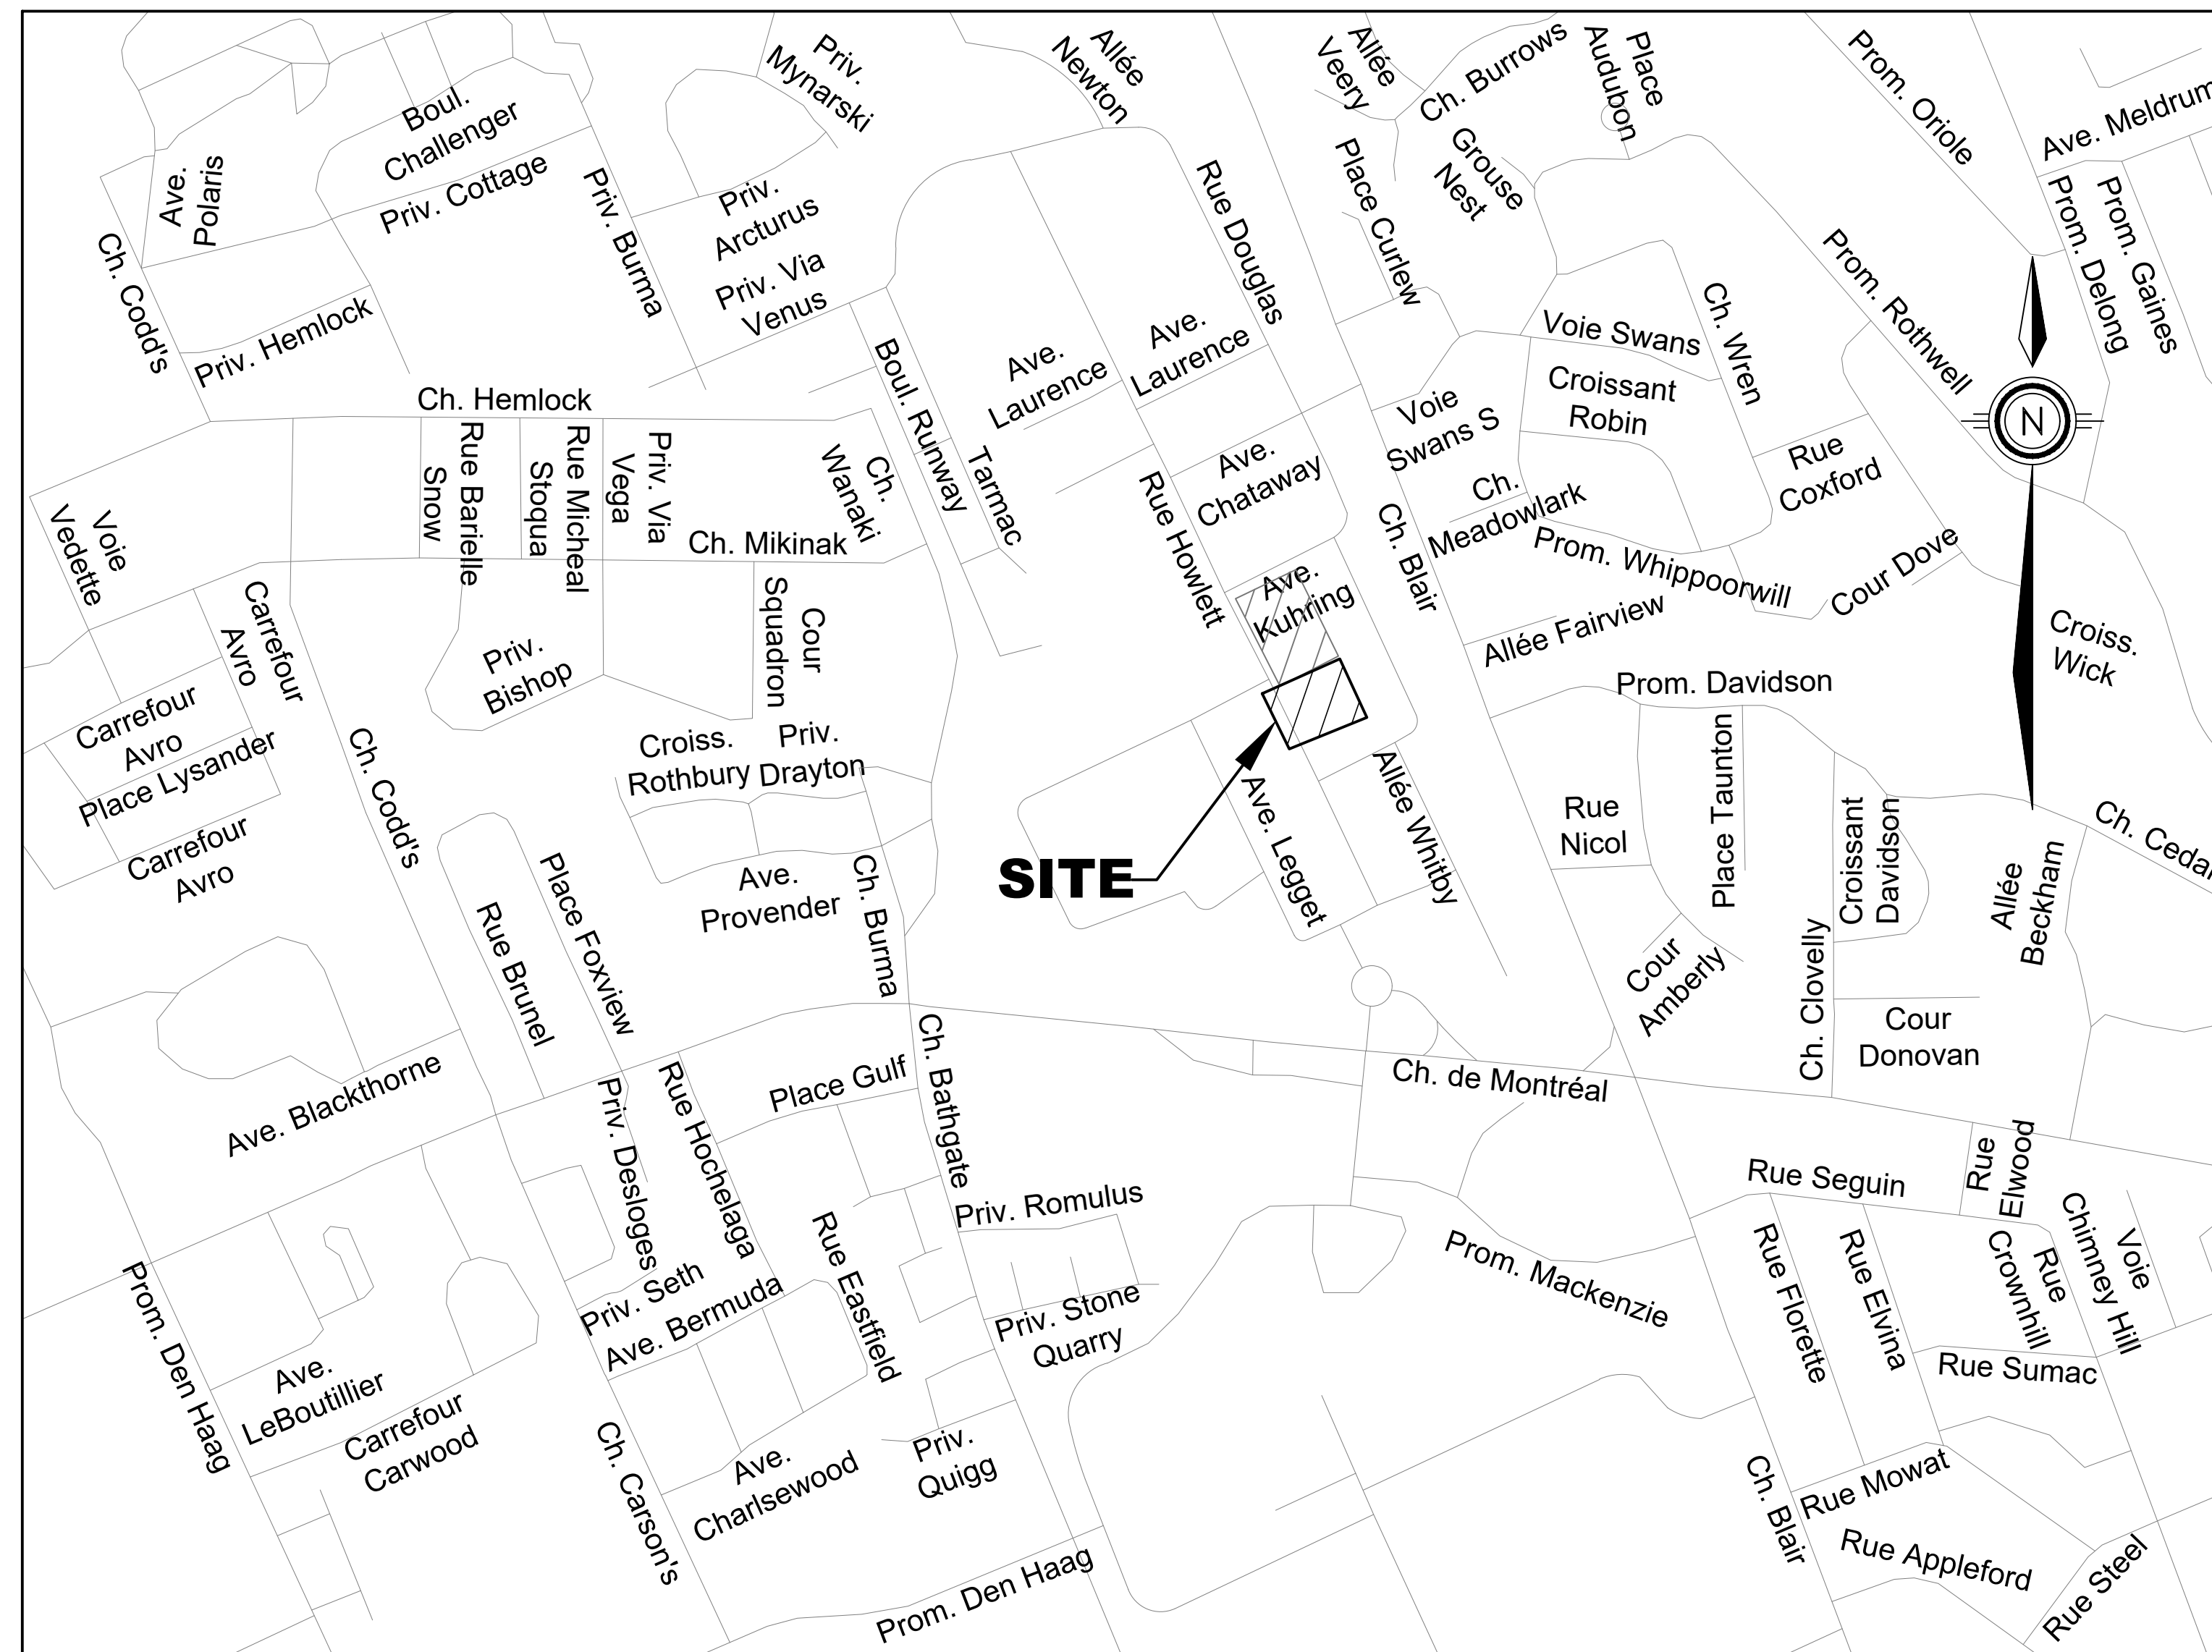 Priv.
Mynarski
Allée
Newton
Allée
Veery
Ch. Burrows
Place
Audubon
Prom. Oriole
Ave. Meldrum
Boul.
Challenger
Ave.
Polaris
Priv. Cottage
Priv. Burma
Priv.
Arcturus
Priv. Via
Venus
Rue Douglas
Place Curlew
Grouse
Nest
Prom. Delong
Prom. Gaines
Ch. Codd's
Priv. Hemlock
Prom. Rothwell
Ch. Wren
Voie Swans
Croissant
Robin
Ave.
Laurence
Ave.
Laurence
Boul. Runway
Tarmac
Voie
Swans S
N
Ch. Hemlock
Rue Barielle
Snow
Rue Micheal
Stoqua
Priv. Via
Vega
Ch.
Wanaki
Ch. Mikinak
Ave.
Chataway
Rue Howlett
Ch. Blair
Ch.
Meadowlark
Rue
Coxford
Prom. Whippoorwill
Cour Dove
Voie
Vedette
Carrefour
Avro
Priv.
Bishop
Cour
Squadron
Ave.
Kuhring
Allée Fairview
Croiss.
Wick
Prom. Davidson
Carrefour
Avro
Place Lysander
Carrefour
Avro
Ch. Codd's
Croiss.
Rothbury
Priv.
Drayton
Ave.
Provender
Ch. Burma
SITE
Ave. Legget
Allée Whitby
Rue
Nicol
Place Taunton
Croissant
Davidson
Ch. Cedar
Allée
Beckham
Place Foxview
Rue Brunel
Cour
Amberly
Ch. Clovelly
Cour
Donovan
Ave. Blackthorne
Priv. Desloges
Rue Hochelaga
Place Gulf
Ch. Bathgate
Ch. de Montréal
Rue
Elwood
Rue Seguin
Priv. Romulus
Prom. Mackenzie
Rue Florette
Rue Elvina
Rue
Crownhill
Voie
Chimney Hill
Prom. Den Haag
Priv. Seth
Ave. Bermuda
Rue Eastfield
Priv. Stone
Quarry
Rue Sumac
Ave.
LeBoutillier
Carrefour
Carwood
Ch. Carson's
Ave.
Charlsewood
Priv.
Quigg
Ch. Blair
Rue Mowat
Rue Appleford
Rue Steel
Prom. Den Haag